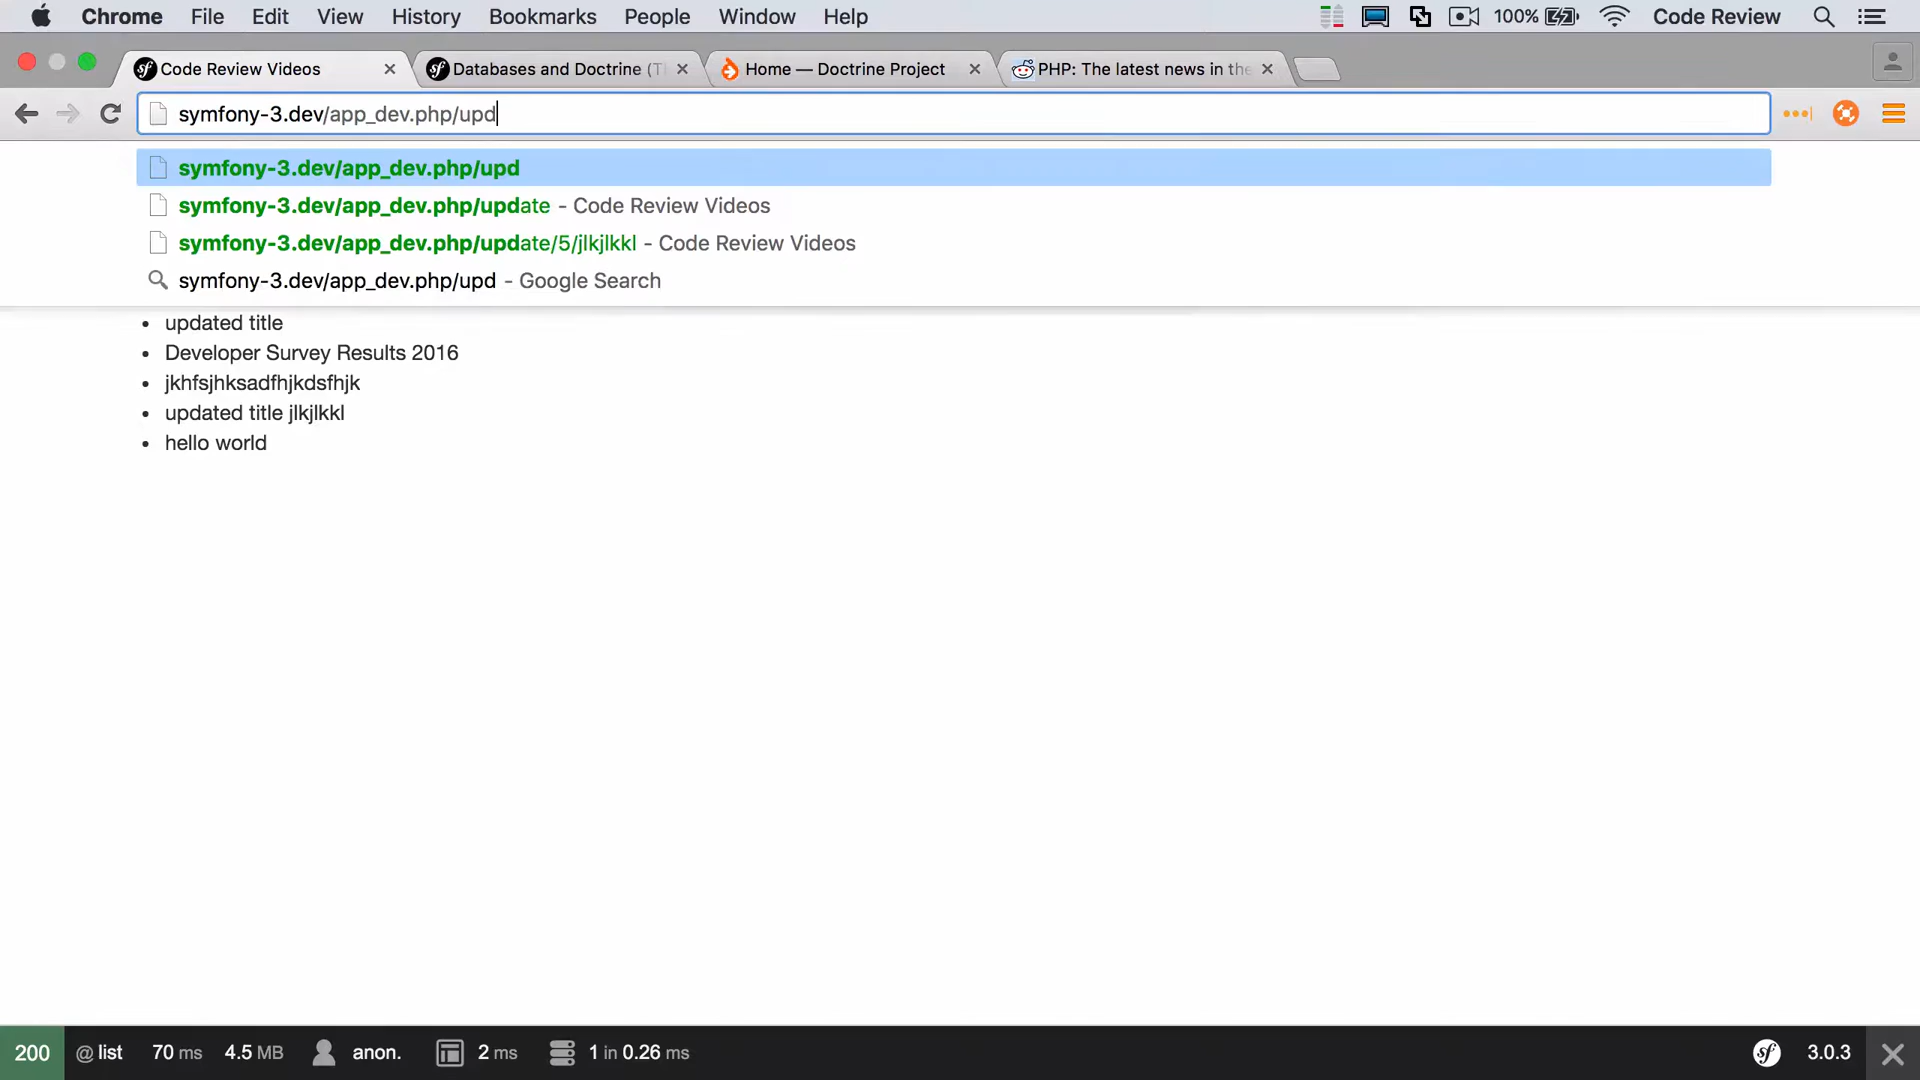 Chrome File Edit View History Bookmarks People Window Help 100% Code Review
Code Review Videos Databases and Doctrine (T Home — Doctrine Project PHP: The latest news in the
symfony-3.dev/app_dev.php/upd
symfony-3.dev/app_dev.php/upd
symfony-3.dev/app_dev.php/update - Code Review Videos
symfony-3.dev/app_dev.php/update/5/jlkjlkkl - Code Review Videos
symfony-3.dev/app_dev.php/upd - Google Search
• updated title
• Developer Survey Results 2016
• jkhfsjhksadfhjkdsfhjk
• updated title jlkjlkkl
• hello world
200 @ list 70 ms 4.5 MB anon. 2 ms 1 in 0.26 ms sf 3.0.3